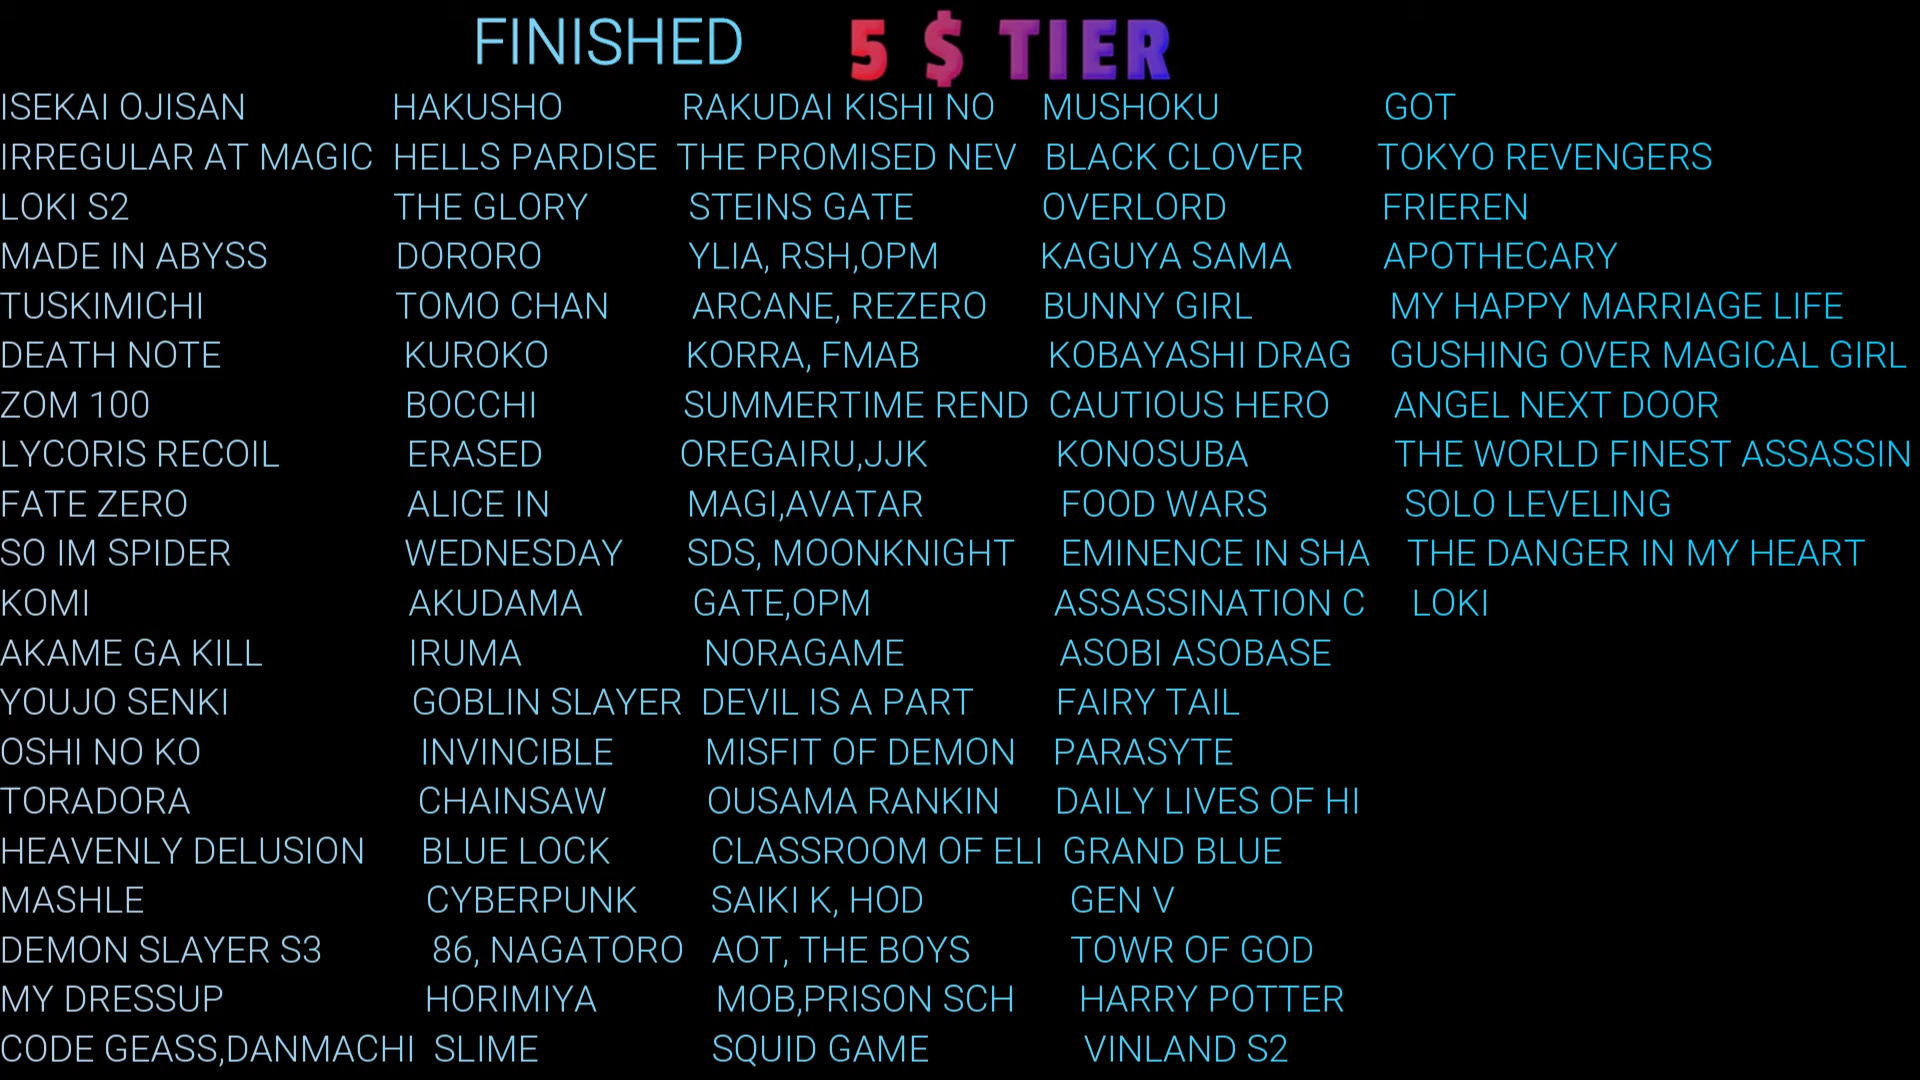 FINISHED 5 $ TIER
ISEKAI OJISAN HAKUSHO RAKUDAI KISHI NO MUSHOKU GOT
IRREGULAR AT MAGIC HELLS PARDISE THE PROMISED NEV BLACK CLOVER TOKYO REVENGERS
LOKI S2 THE GLORY STEINS GATE OVERLORD FRIEREN
MADE IN ABYSS DORORO YLIA, RSH,OPM KAGUYA SAMA APOTHECARY
TUSKIMICHI TOMO CHAN ARCANE, REZERO BUNNY GIRL MY HAPPY MARRIAGE LIFE
DEATH NOTE KUROKO KORRA, FMAB KOBAYASHI DRAG GUSHING OVER MAGICAL GIRL
ZOM 100 BOCCHI SUMMERTIME REND CAUTIOUS HERO ANGEL NEXT DOOR
LYCORIS RECOIL ERASED OREGAIRU,JJK KONOSUBA THE WORLD FINEST ASSASSIN
FATE ZERO ALICE IN MAGI,AVATAR FOOD WARS SOLO LEVELING
SO IM SPIDER WEDNESDAY SDS, MOONKNIGHT EMINENCE IN SHA THE DANGER IN MY HEART
KOMI AKUDAMA GATE,OPM ASSASSINATION C LOKI
AKAME GA KILL IRUMA NORAGAME ASOBI ASOBASE
YOUJO SENKI GOBLIN SLAYER DEVIL IS A PART FAIRY TAIL
OSHI NO KO INVINCIBLE MISFIT OF DEMON PARASYTE
TORADORA CHAINSAW OUSAMA RANKIN DAILY LIVES OF HI
HEAVENLY DELUSION BLUE LOCK CLASSROOM OF ELI GRAND BLUE
MASHLE CYBERPUNK SAIKI K, HOD GEN V
DEMON SLAYER S3 86, NAGATORO AOT, THE BOYS TOWR OF GOD
MY DRESSUP HORIMIYA MOB,PRISON SCH HARRY POTTER
CODE GEASS,DANMACHI SLIME SQUID GAME VINLAND S2